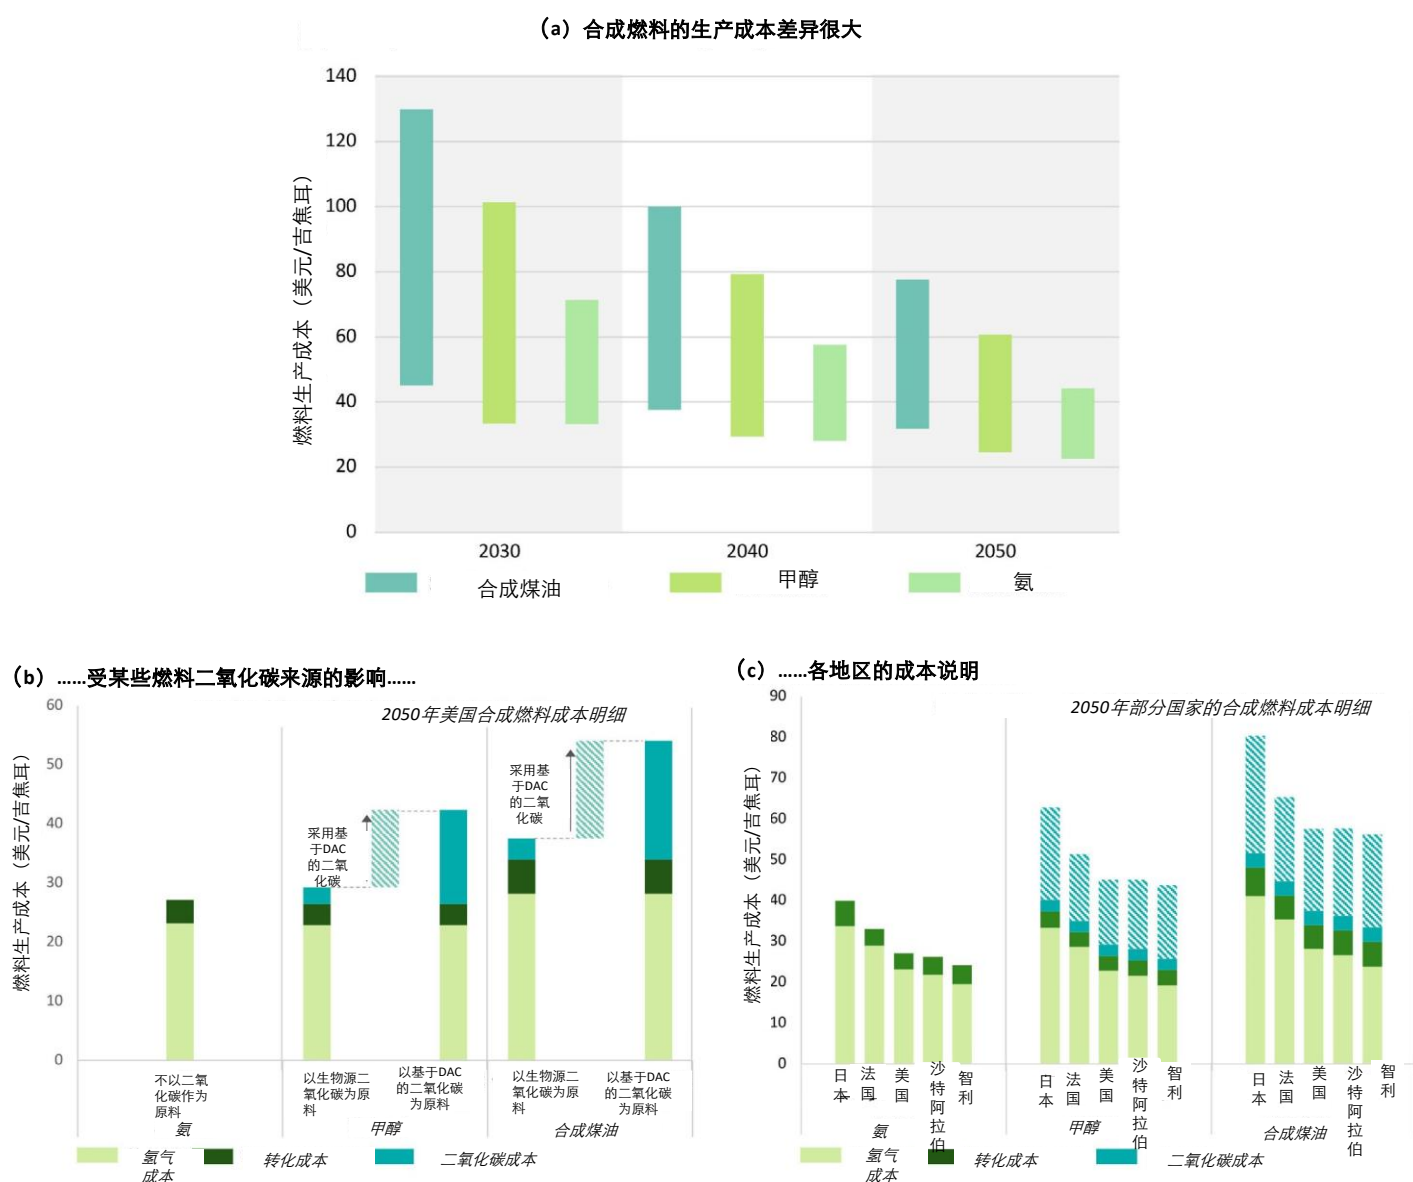 （a）合成燃料的生产成本差异很大
燃料生产成本（美元/吉焦耳）
140
120
100
80
60
40
20
0
2030
2040
2050
合成煤油
甲醇
氨
（b）……受某些燃料二氧化碳来源的影响……
2050年美国合成燃料成本明细
燃料生产成本（美元/吉焦耳）
60
50
40
30
20
10
0
采用基
于DAC
的二氧
化碳
采用基
于DAC
的二氧
化碳
不以二氧
化碳作为
原料
以生物源二
氧化碳为原
料
以基于DAC
的二氧化碳
为原料
以生物源二
氧化碳为原
料
以基于DAC
的二氧化碳
为原料
氨
甲醇
合成煤油
氢气
成本
转化成本
二氧化碳成本
（c）……各地区的成本说明
2050年部分国家的合成燃料成本明细
燃料生产成本（美元/吉焦耳）
90
80
70
60
50
40
30
20
10
0
日本
法国
美国
沙特阿拉伯
智利
日本
法国
美国
沙特阿拉伯
智利
日本
法国
美国
沙特阿拉伯
智利
氨
甲醇
合成煤油
氢气
成本
转化成本
二氧化碳成本